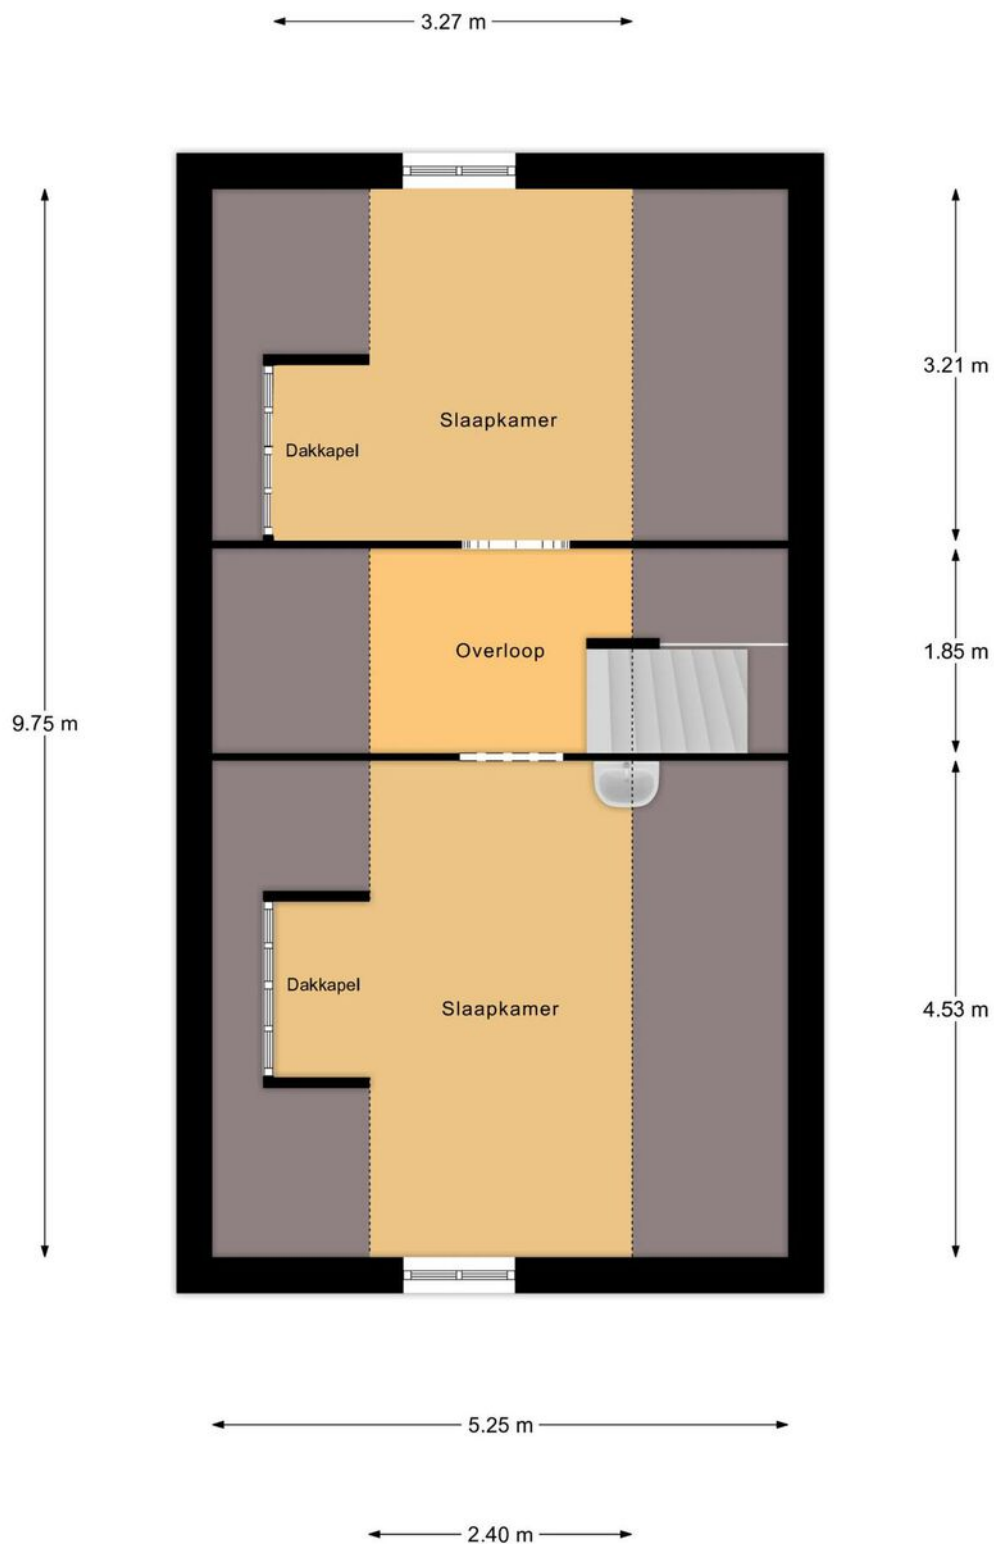 3.27 m
3.21 m
Slaapkamer
Dakkapel
Overloop
1.85 m
9.75 m
Dakkapel
Slaapkamer
4.53 m
5.25 m
2.40 m